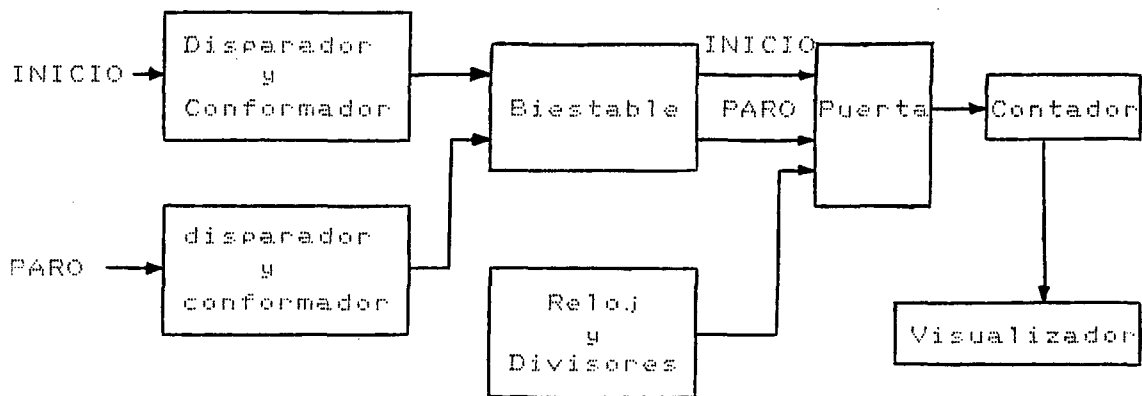 INICIO
Disparador
y
Conformador
Biestable
INICIO
PARO
Puerta
Contador
PARO
disparador
y
conformador
Reloj
y
Divisores
Visualizador